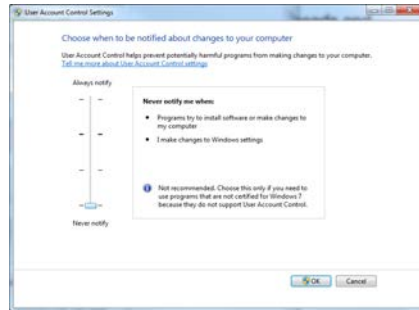 User Account Control Settings
Choose when to be notified about changes to your computer
User Account Control helps prevent potentially harmful programs from making changes to your computer.
Tell me more about User Account Control settings
Always notify
Never notify me when:
• Programs try to install software or make changes to
my computer
• I make changes to Windows settings
Not recommended. Choose this only if you need to
use programs that are not certified for Windows 7
because they do not support User Account Control.
Never notify
OK
Cancel